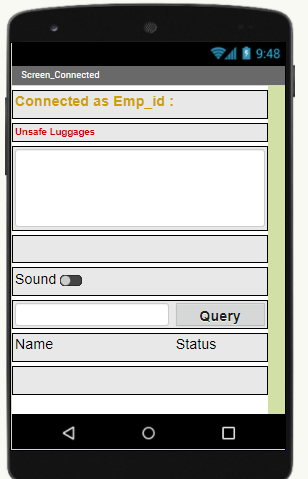 9:48
Screen_Connected
Connected as Emp_id :
Unsafe Luggages
Sound
Query
Name Status